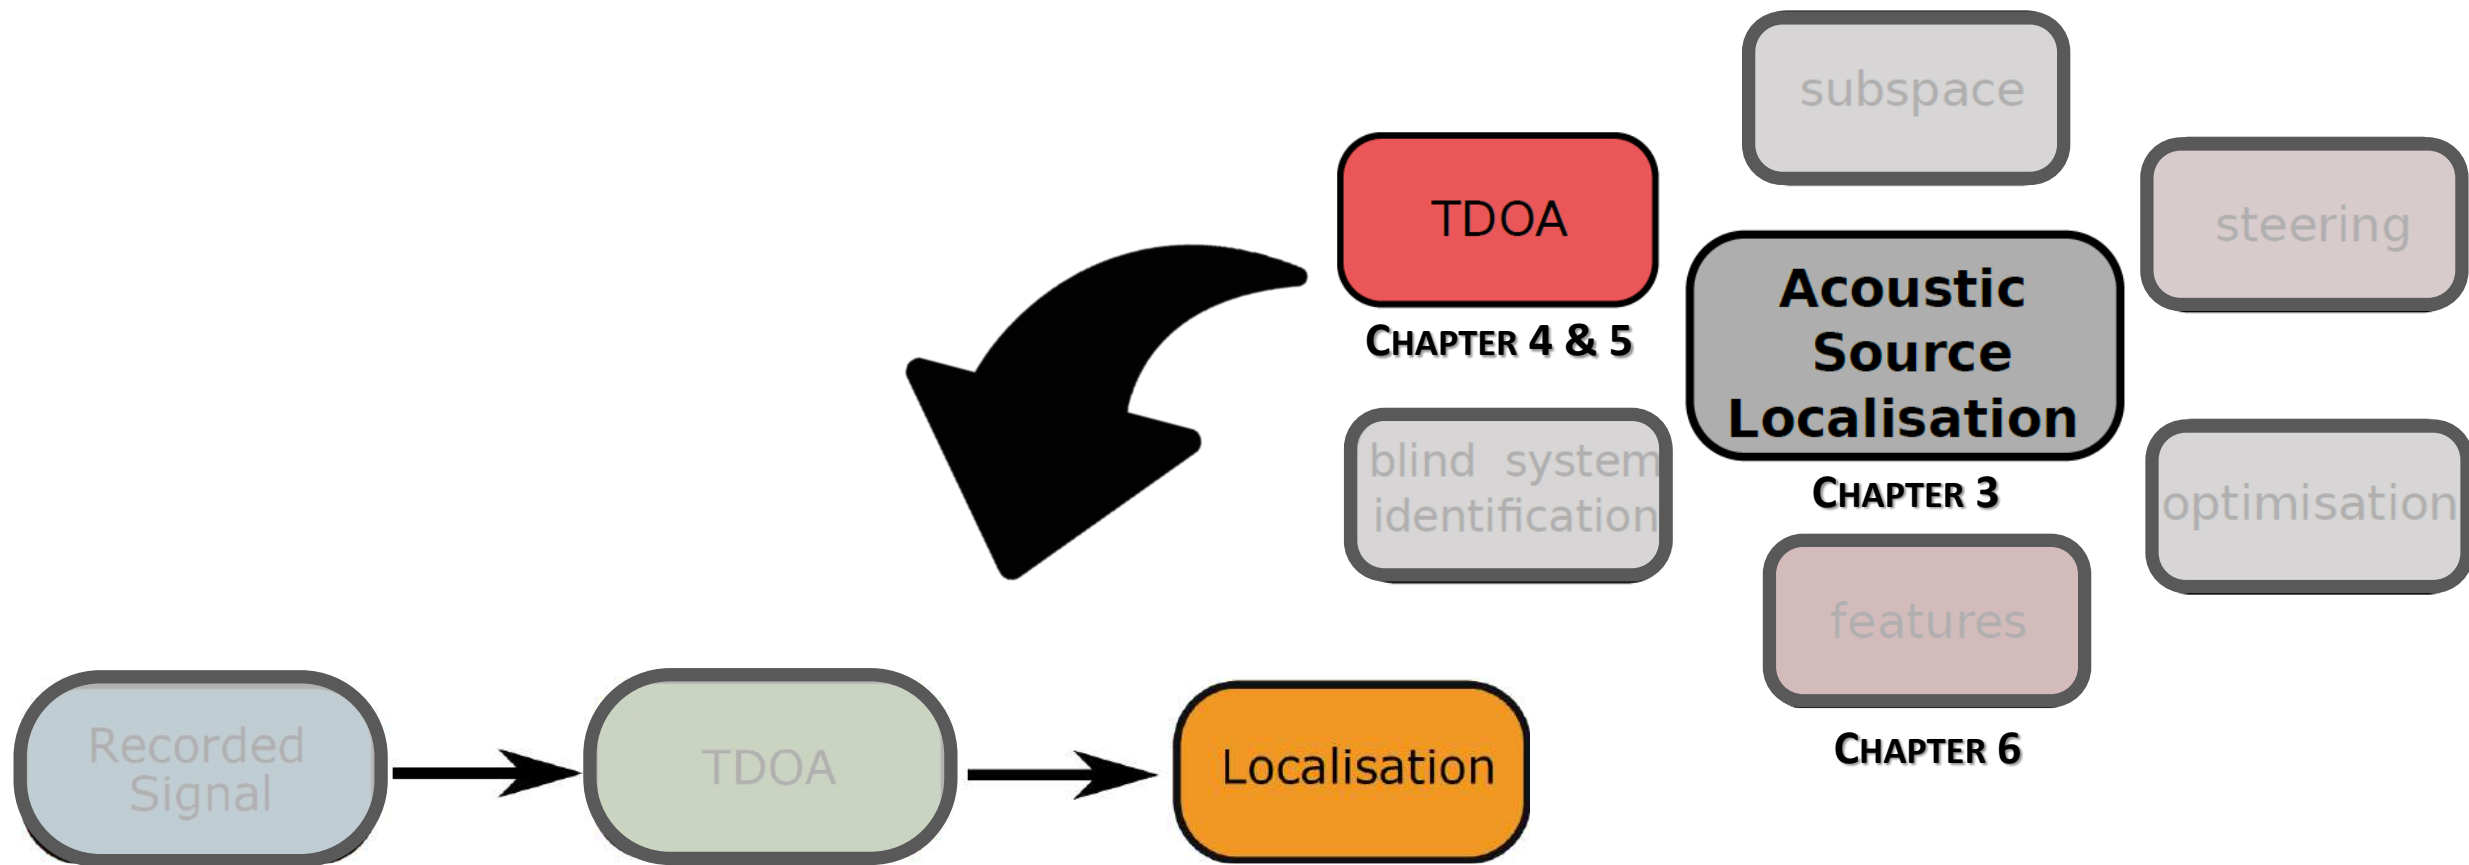 subspace
TDOA
steering
Acoustic
Source
Localisation
CHAPTER 4 & 5
blind system
identification
CHAPTER 3
optimisation
features
CHAPTER 6
Recorded
Signal
TDOA
Localisation